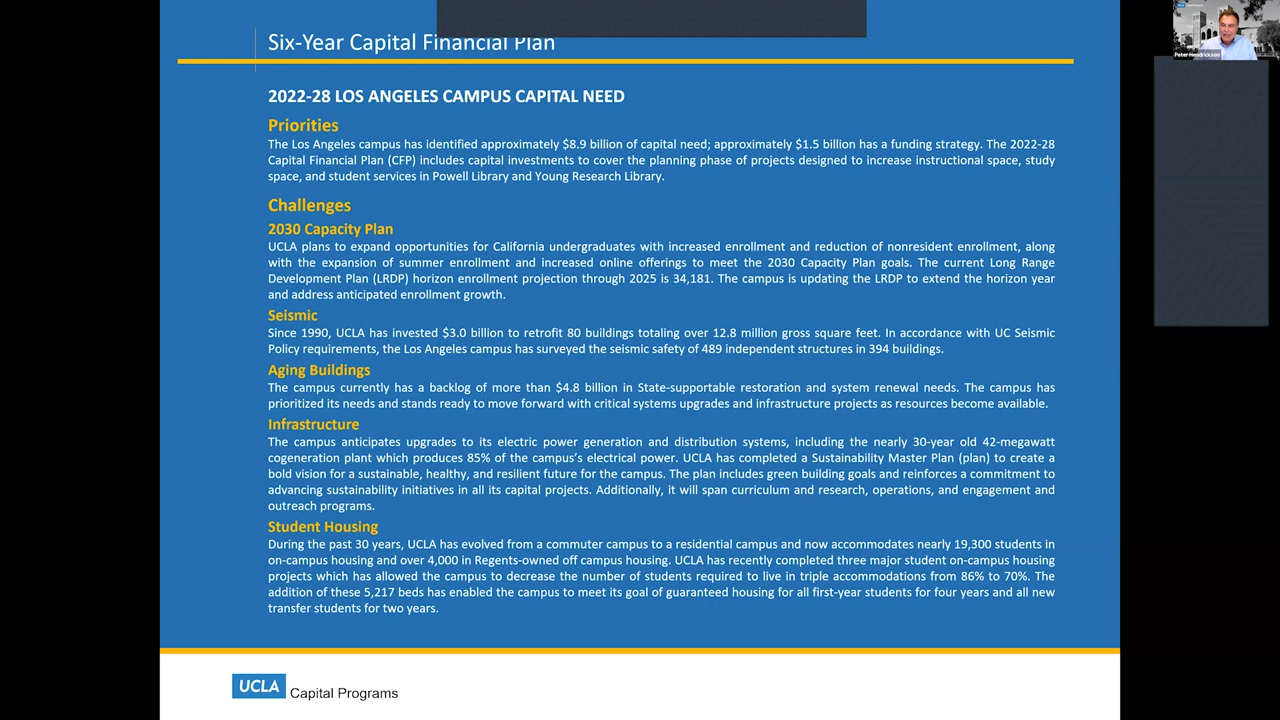 Six-Year Capital Financial Plan
2022-28 LOS ANGELES CAMPUS CAPITAL NEED
Priorities
The Los Angeles campus has identified approximately $8.9 billion of capital need; approximately $1.5 billion has a funding strategy. The 2022-28
Capital Financial Plan (CFP) includes capital investments to cover the planning phase of projects designed to increase instructional space, study
space, and student services in Powell Library and Young Research Library.
Challenges
2030 Capacity Plan
UCLA plans to expand opportunities for California undergraduates with increased enrollment and reduction of nonresident enrollment, along
with the expansion of summer enrollment and increased online offerings to meet the 2030 Capacity Plan goals. The current Long Range
Development Plan (LRDP) horizon enrollment projection through 2025 is 34,181. The campus is updating the LRDP to extend the horizon year
and address anticipated enrollment growth.
Seismic
Since 1990, UCLA has invested $3.0 billion to retrofit 80 buildings totaling over 12.8 million gross square feet. In accordance with UC Seismic
Policy requirements, the Los Angeles campus has surveyed the seismic safety of 489 independent structures in 394 buildings.
Aging Buildings
The campus currently has a backlog of more than $4.8 billion in State-supportable restoration and system renewal needs. The campus has
prioritized its needs and stands ready to move forward with critical systems upgrades and infrastructure projects as resources become available.
Infrastructure
The campus anticipates upgrades to its electric power generation and distribution systems, including the nearly 30-year old 42-megawatt
cogeneration plant which produces 85% of the campus's electrical power. UCLA has completed a Sustainability Master Plan (plan) to create a
bold vision for a sustainable, healthy, and resilient future for the campus. The plan includes green building goals and reinforces a commitment to
advancing sustainability initiatives in all its capital projects. Additionally, it will span curriculum and research, operations, and engagement and
outreach programs.
Student Housing
During the past 30 years, UCLA has evolved from a commuter campus to a residential campus and now accommodates nearly 19,300 students in
on-campus housing and over 4,000 in Regents-owned off campus housing. UCLA has recently completed three major student on-campus housing
projects which has allowed the campus to decrease the number of students required to live in triple accommodations from 86% to 70%. The
addition of these 5,217 beds has enabled the campus to meet its goal of guaranteed housing for all first-year students for four years and all new
transfer students for two years.
UCLA Capital Programs
UCLA
Peter Hendrickson